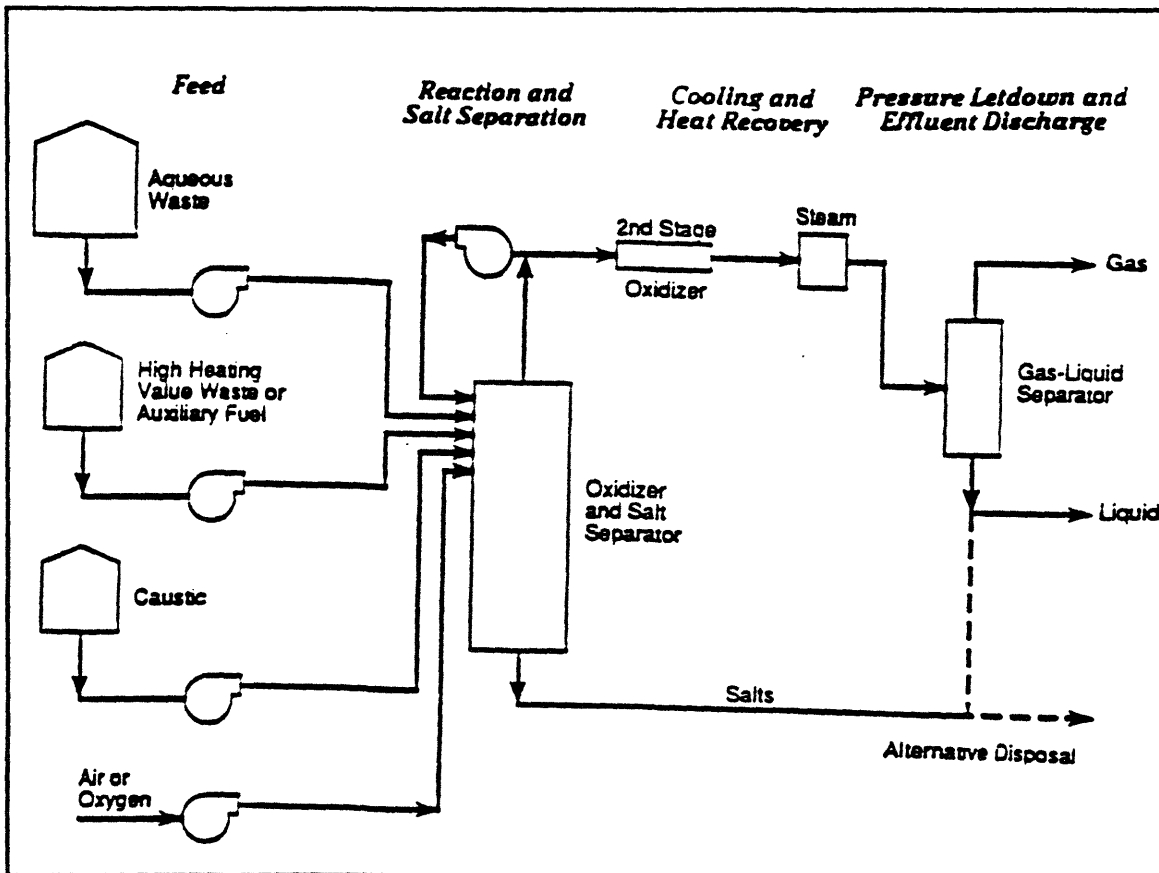 Feed
Reaction and
Salt Separation
Cooling and
Heat Recovery
Pressure Letdown and
Effluent Discharge
Aqueous
Waste
High Heating
Value Waste or
Auxiliary Fuel
Caustic
Air or
Oxygen
2nd Stage
Oxidizer
Steam
Oxidizer
and Salt
Separator
Gas
Gas-Liquid
Separator
Liquid
Salts
Alternative Disposal